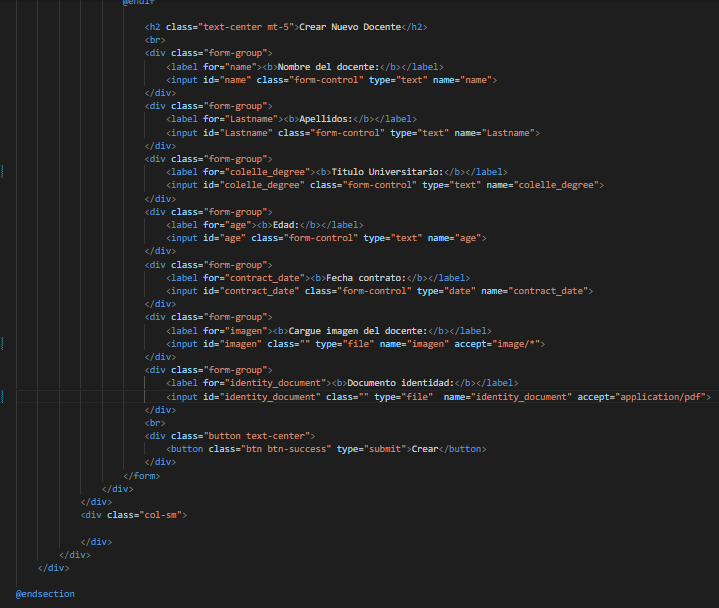 @endif
<h2 class="text-center mt-5">Crear Nuevo Docente</h2>
<br>
<div class="form-group">
<label for="name"><b>Nombre del docente:</b></label>
<input id="name" class="form-control" type="text" name="name">
</div>
<div class="form-group">
<label for="Lastname"><b>Apellidos:</b></label>
<input id="Lastname" class="form-control" type="text" name="Lastname">
</div>
<div class="form-group">
<label for="colelle_degree"><b>Titulo Universitario:</b></label>
<input id="colelle_degree" class="form-control" type="text" name="colelle_degree">
</div>
<div class="form-group">
<label for="age"><b>Edad:</b></label>
<input id="age" class="form-control" type="text" name="age">
</div>
<div class="form-group">
<label for="contract_date"><b>Fecha contrato:</b></label>
<input id="contract_date" class="form-control" type="date" name="contract_date">
</div>
<div class="form-group">
<label for="imagen"><b>Cargue imagen del docente:</b></label>
<input id="imagen" class="" type="file" name="imagen" accept="image/*">
</div>
<div class="form-group">
<label for="identity_document"><b>Documento identidad:</b></label>
<input id="identity_document" class="" type="file"  name="identity_document" accept="application/pdf">
</div>
<br>
<div class="button text-center">
<button class="btn btn-success" type="submit">Crear</button>
</div>
</form>
</div>
</div>
<div class="col-sm">
</div>
</div>
</div>
@endsection